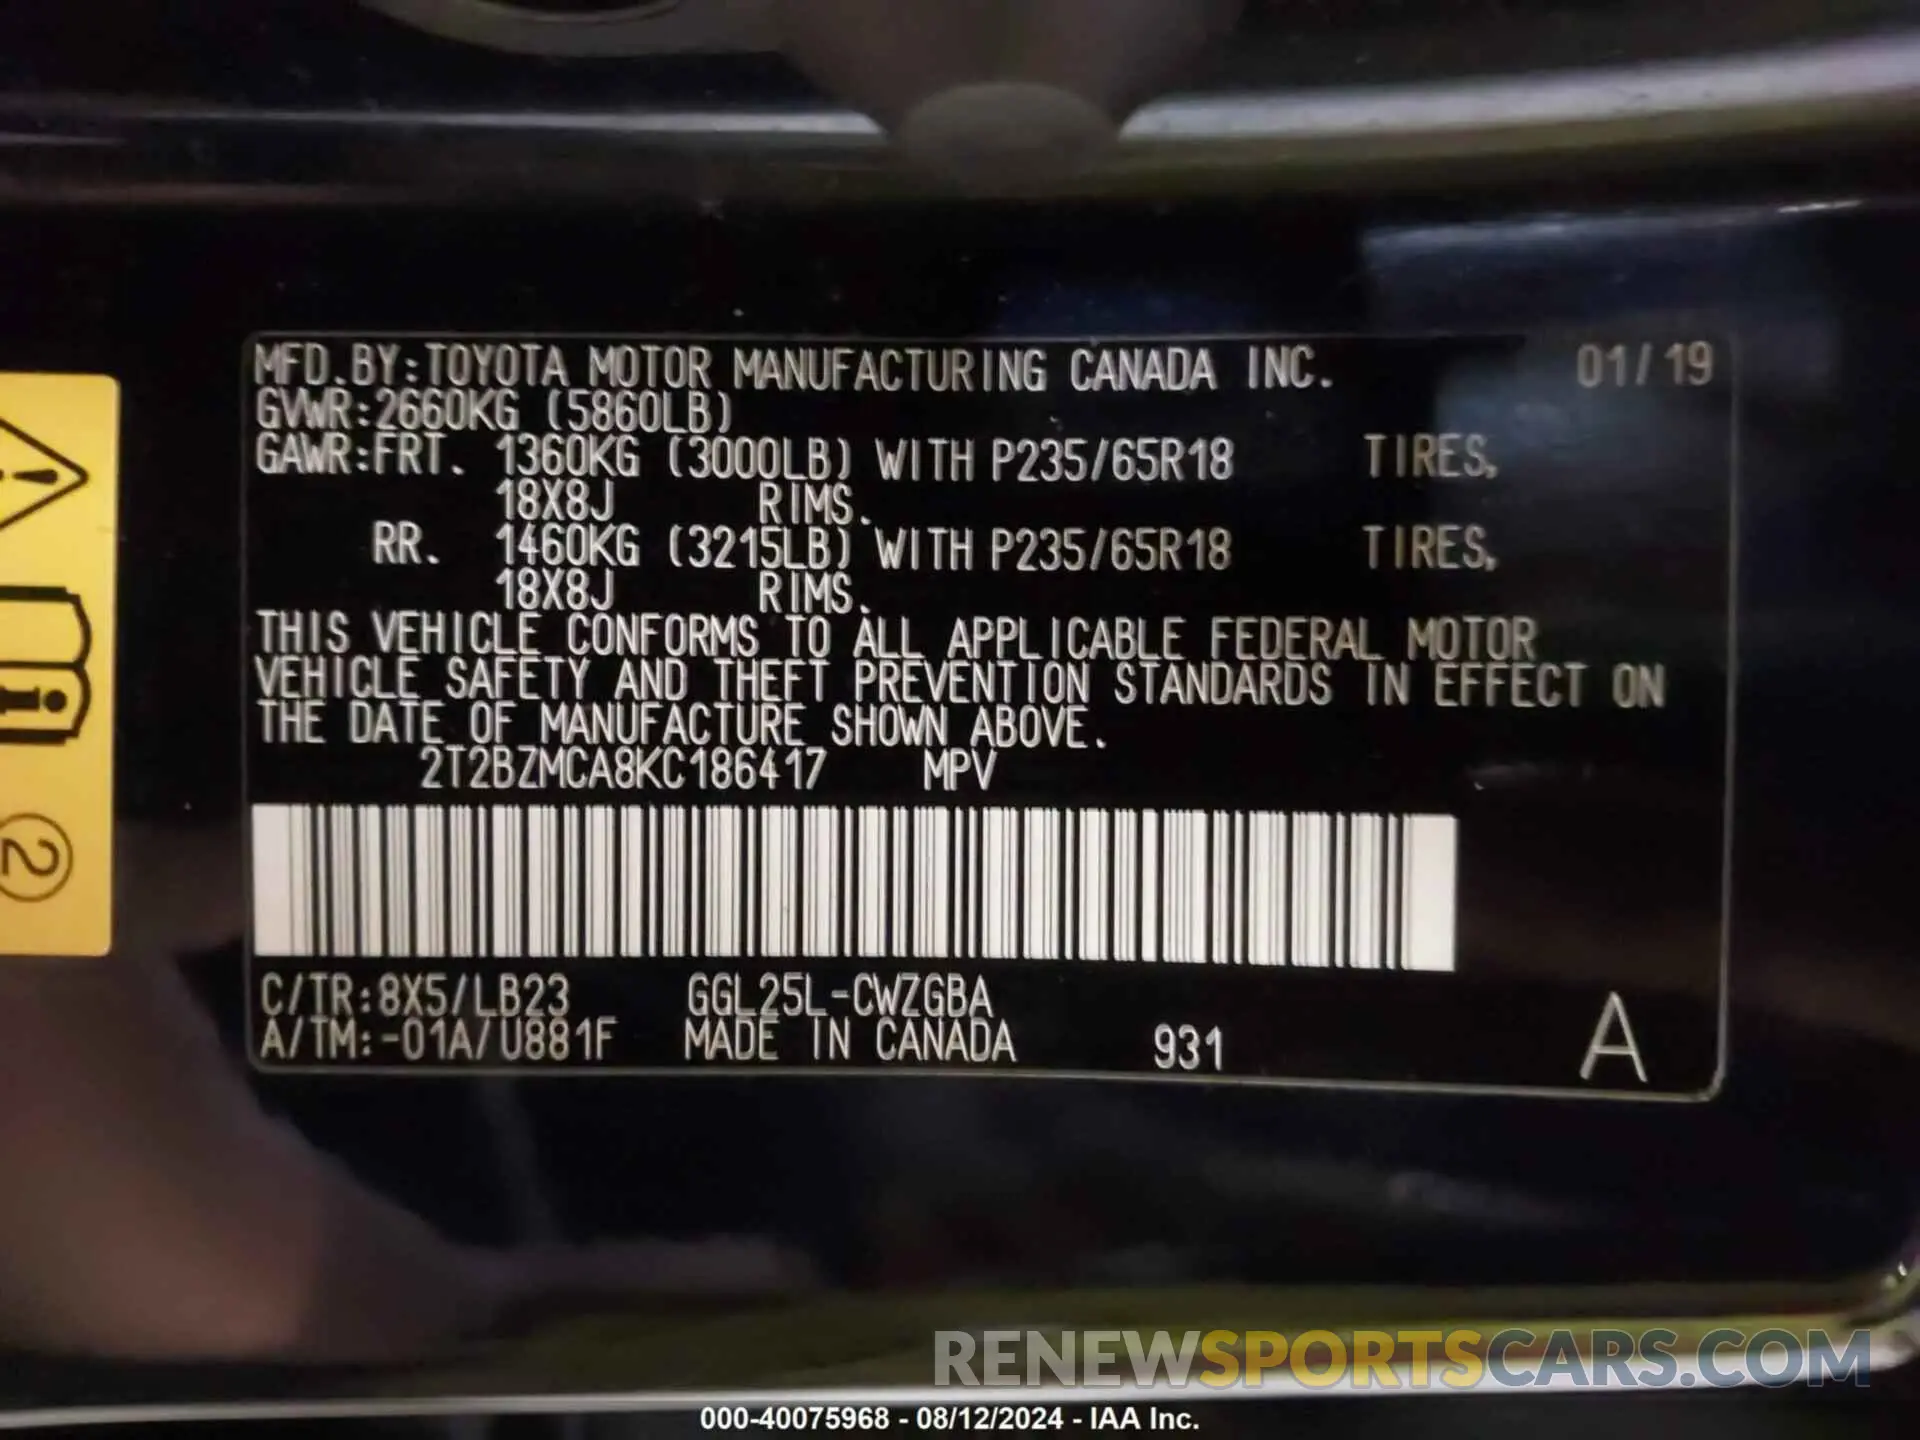 MFD.BY:TOYOTA MOTOR MANUFACTURING CANADA INC. 01/19
GVWR:2660KG (5860LB)
GAWR:FRT. 1360KG (3000LB) WITH P235/65R18 TIRES,
18X8J RIMS.
RR. 1460KG (3215LB) WITH P235/65R18 TIRES,
18X8J RIMS.
THIS VEHICLE CONFORMS TO ALL APPLICABLE FEDERAL MOTOR
VEHICLE SAFETY AND THEFT PREVENTION STANDARDS IN EFFECT ON
THE DATE OF MANUFACTURE SHOWN ABOVE.
2T2BZMCA8KC186417 MPV
2
C/TR:8X5/LB23 GGL25L-CWZGBA
A/TM:-01A/U881F MADE IN CANADA 931 A
RENEWSPORTSCARS.COM
000-40075968 - 08/12/2024 - IAA Inc.